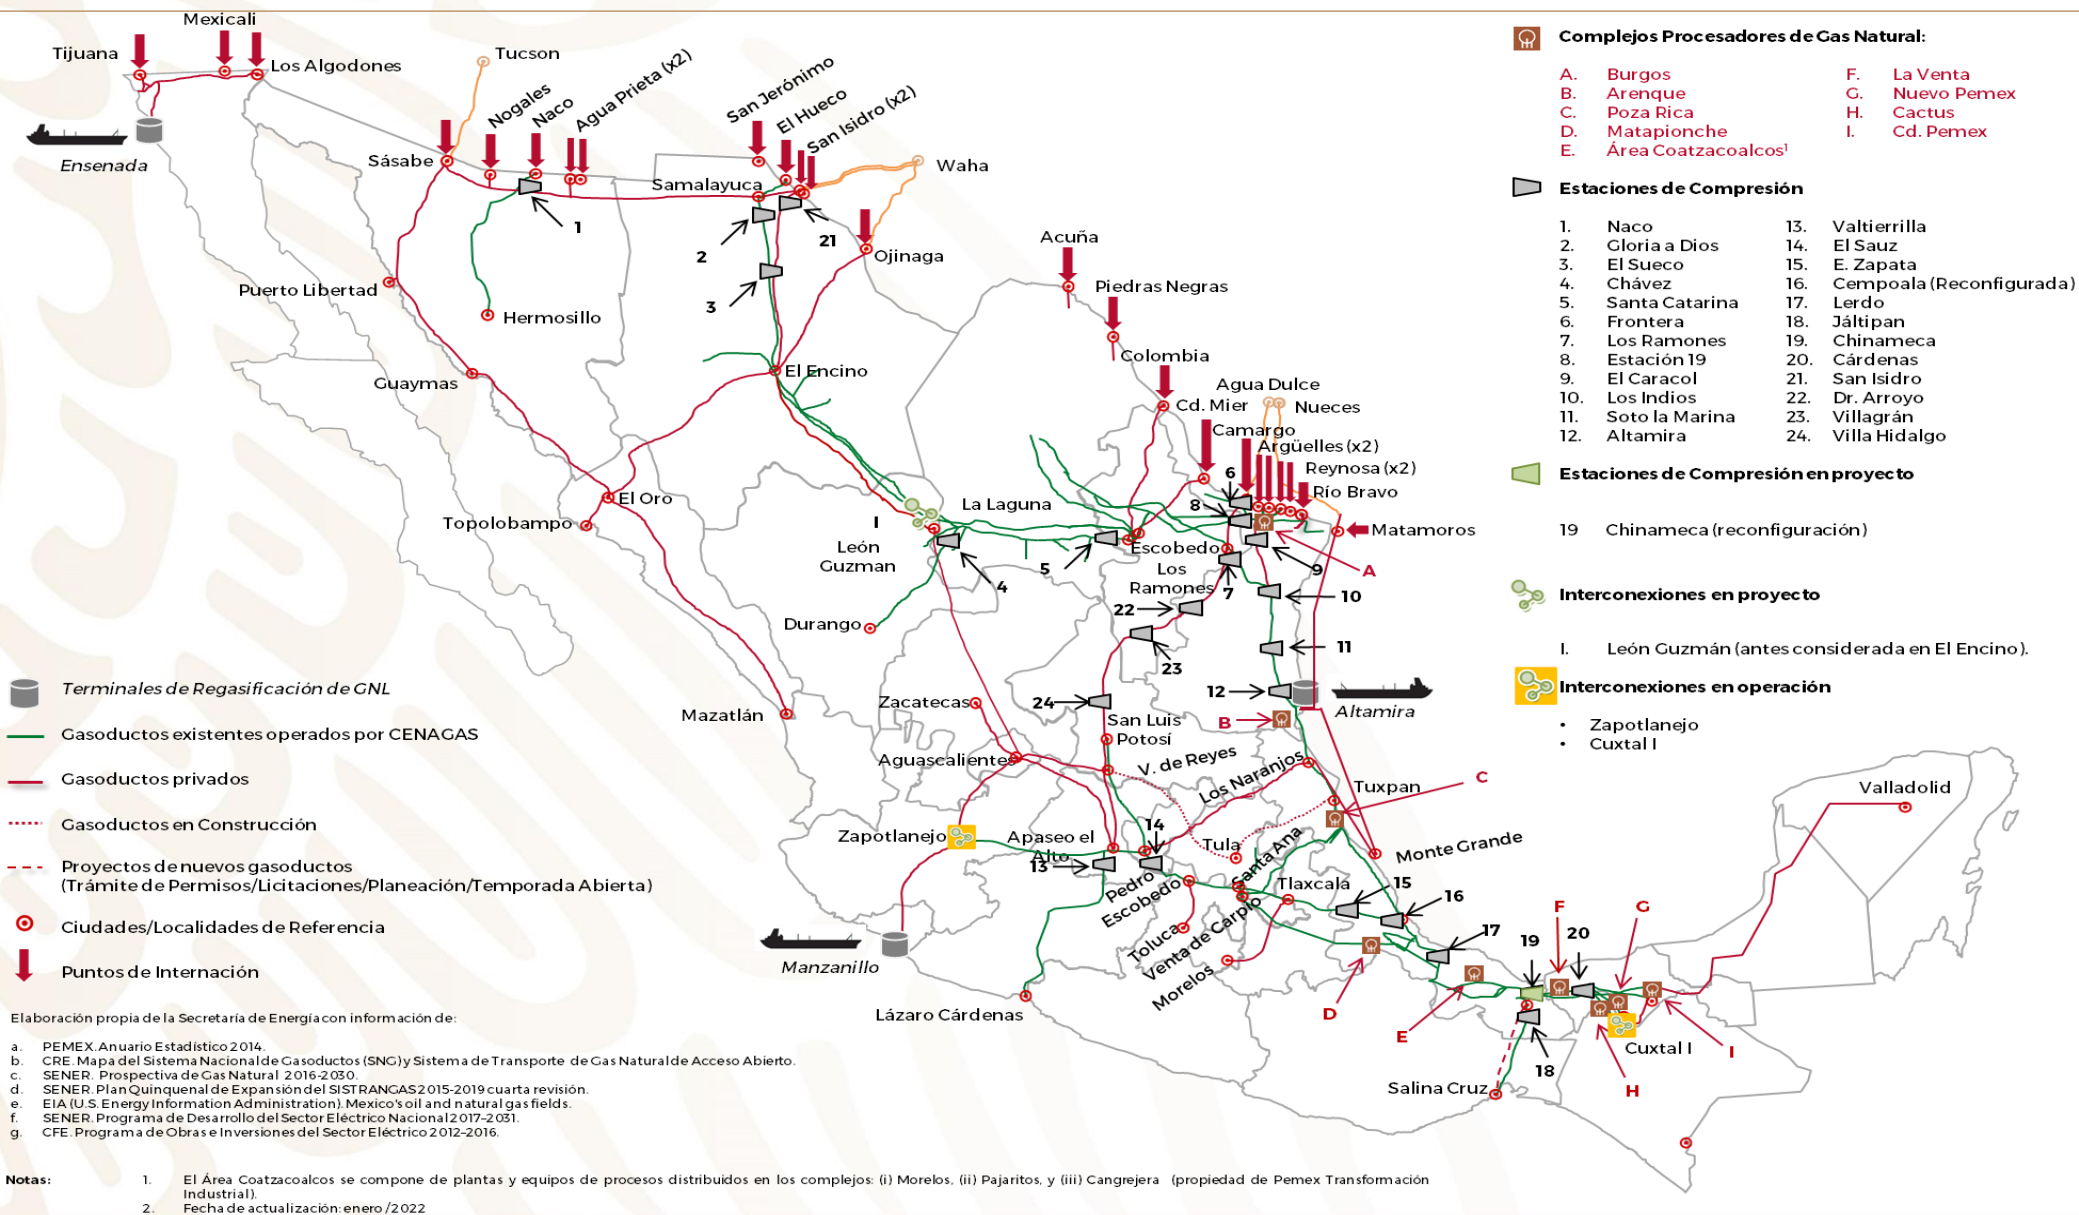 Mexicali
Tijuana
Los Algodones
Tucson
Ensenada
Nogales
Naco
Agua Prieta (x2)
San Jerónimo
El Hueco
San Isidro (x2)
Sásabe
Samalayuca
Waha
1
2
21
3
Ojinaga
Puerto Libertad
Hermosillo
Acuña
Piedras Negras
Colombia
Guaymas
El Encino
Agua Dulce
Cd. Mier
Nueces
Camargo
Argüelles (x2)
Reynosa (x2)
Río Bravo
6
8
Matamoros
El Oro
Topolobampo
La Laguna
I
León
Guzman
4
5
Escobedo
Los
Ramones
7
9
A
10
22
23
11
Durango
Mazatlán
Zacatecas
24
12
Altamira
San Luis
Potosí
B
Aguascalientes
V. de Reyes
Los Naranjos
Tuxpan
C
Valladolid
Zapotlanejo
Apaseo el
Alto
13
14
Tula
Santa Ana
Monte Grande
Pedro
Escobedo
Tlaxcala
15
16
Toluca
Venta de Carpio
Morelos
17
Manzanillo
Lázaro Cárdenas
D
E
19
F
20
G
18
Cuxtal I
I
H
Salina Cruz
Complejos Procesadores de Gas Natural:
A. Burgos
B. Arenque
C. Poza Rica
D. Matapionche
E. Área Coatzacoalcos¹
F. La Venta
G. Nuevo Pemex
H. Cactus
I. Cd. Pemex
Estaciones de Compresión
1. Naco
2. Gloria a Dios
3. El Sueco
4. Chávez
5. Santa Catarina
6. Frontera
7. Los Ramones
8. Estación 19
9. El Caracol
10. Los Indios
11. Soto la Marina
12. Altamira
13. Valtierrilla
14. El Sauz
15. E. Zapata
16. Cempoala (Reconfigurada)
17. Lerdo
18. Jáltipan
19. Chinameca
20. Cárdenas
21. San Isidro
22. Dr. Arroyo
23. Villagrán
24. Villa Hidalgo
Estaciones de Compresión en proyecto
19 Chinameca (reconfiguración)
Interconexiones en proyecto
I. León Guzmán (antes considerada en El Encino).
Interconexiones en operación
• Zapotlanejo
• Cuxtal I
Terminales de Regasificación de GNL
Gasoductos existentes operados por CENAGAS
Gasoductos privados
Gasoductos en Construcción
Proyectos de nuevos gasoductos
(Trámite de Permisos/Licitaciones/Planeación/Temporada Abierta)
Ciudades/Localidades de Referencia
Puntos de Internación
Elaboración propia de la Secretaría de Energía con información de:
a. PEMEX. Anuario Estadístico 2014.
b. CRE. Mapa del Sistema Nacional de Gasoductos (SNG) y Sistema de Transporte de Gas Natural de Acceso Abierto.
c. SENER. Prospectiva de Gas Natural 2016-2030.
d. SENER. Plan Quinquenal de Expansión del SISTRANGAS 2015-2019 cuarta revisión.
e. EIA (U.S. Energy Information Administration). Mexico's oil and natural gas fields.
f. SENER. Programa de Desarrollo del Sector Eléctrico Nacional 2017–2031.
g. CFE. Programa de Obras e Inversiones del Sector Eléctrico 2012–2016.
Notas:
1. El Área Coatzacoalcos se compone de plantas y equipos de procesos distribuidos en los complejos: (i) Morelos, (ii) Pajaritos, y (iii) Cangrejera (propiedad de Pemex Transformación
Industrial).
2. Fecha de actualización: enero /2022